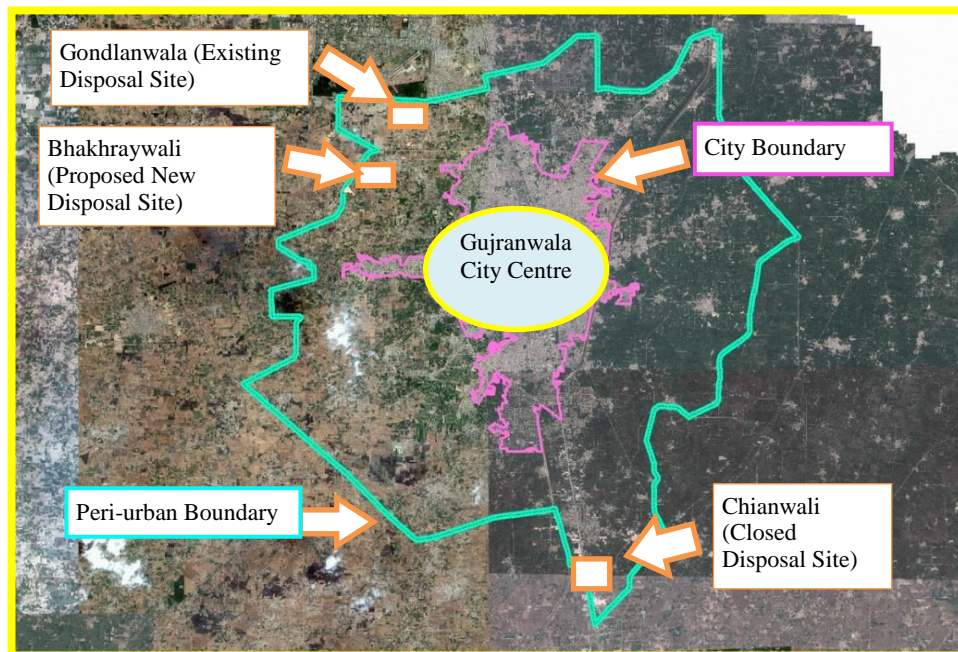 Gondlanwala (Existing
Disposal Site)
Bhakhraywali
(Proposed New
Disposal Site)
City Boundary
Gujranwala
City Centre
Peri-urban Boundary
Chianwali
(Closed
Disposal Site)